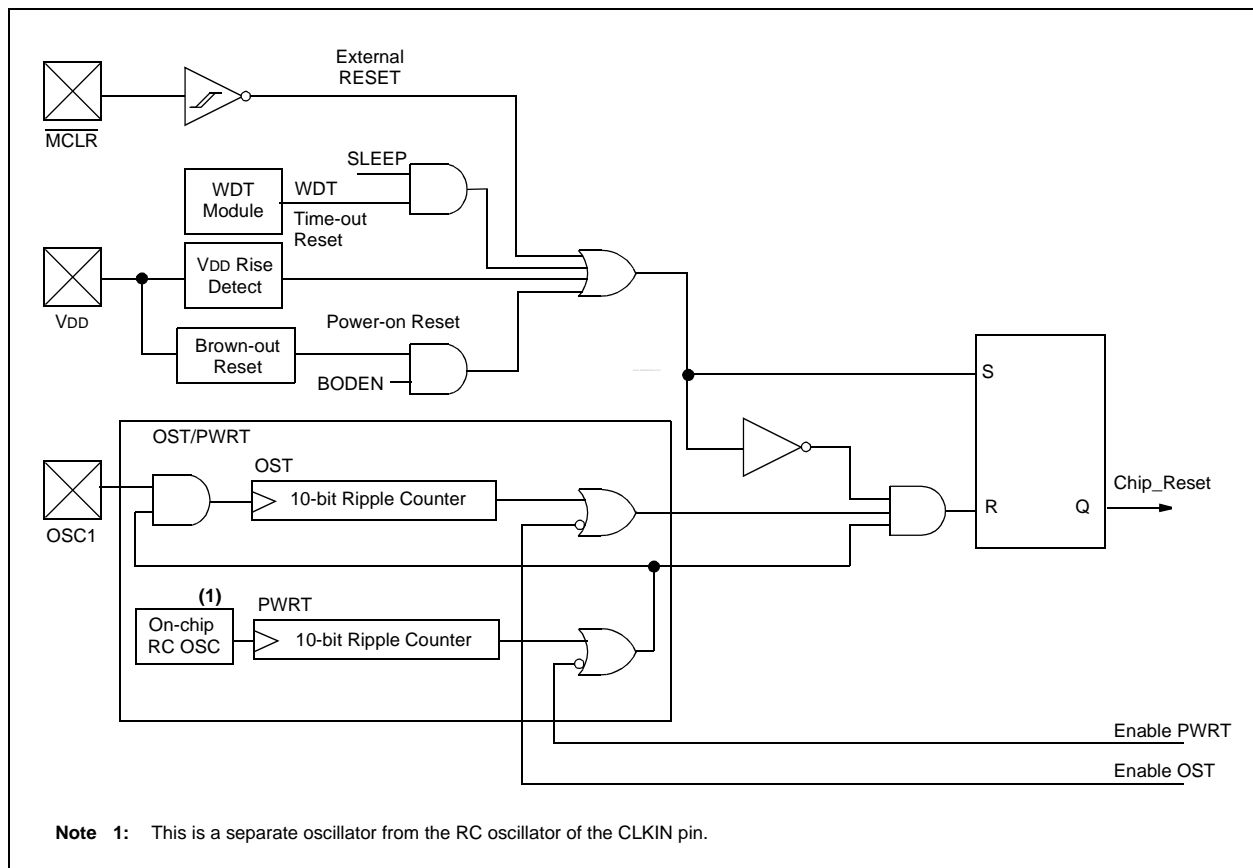 External
RESET
MCLR
SLEEP
WDT
Module
WDT
Time-out
Reset
VDD Rise
Detect
VDD
Power-on Reset
Brown-out
Reset
BODEN
S
OST/PWRT
OST
10-bit Ripple Counter
OSC1
Chip_Reset
R
Q
(1)
On-chip
RC OSC
PWRT
10-bit Ripple Counter
Enable PWRT
Enable OST
Note 1: This is a separate oscillator from the RC oscillator of the CLKIN pin.